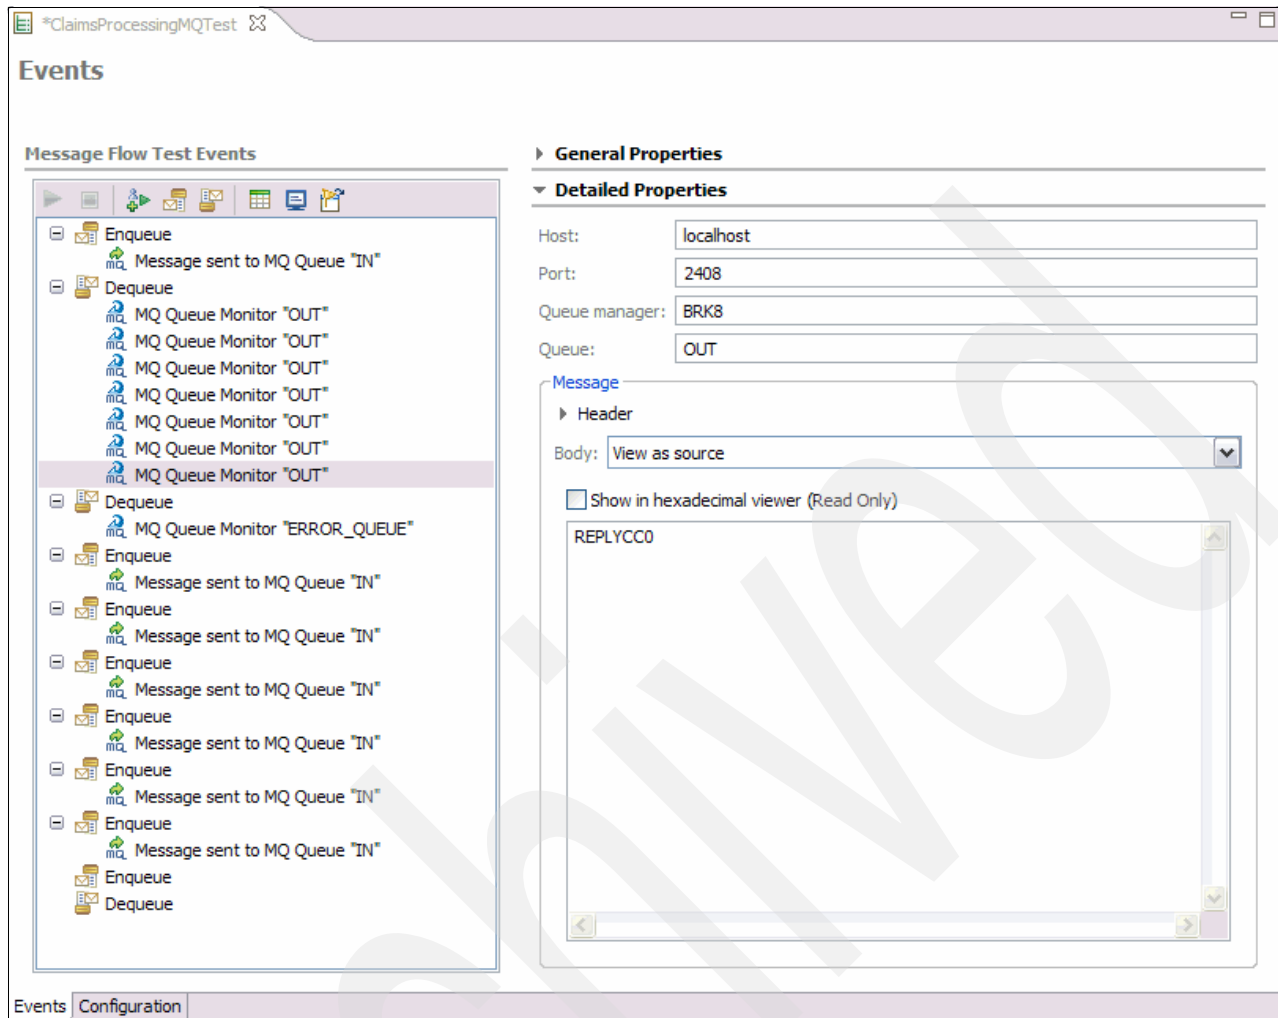 *ClaimsProcessingMQTest
Events
Message Flow Test Events
Enqueue
Message sent to MQ Queue "IN"
Dequeue
MQ Queue Monitor "OUT"
MQ Queue Monitor "OUT"
MQ Queue Monitor "OUT"
MQ Queue Monitor "OUT"
MQ Queue Monitor "OUT"
MQ Queue Monitor "OUT"
MQ Queue Monitor "OUT"
Dequeue
MQ Queue Monitor "ERROR_QUEUE"
Enqueue
Message sent to MQ Queue "IN"
Enqueue
Message sent to MQ Queue "IN"
Enqueue
Message sent to MQ Queue "IN"
Enqueue
Message sent to MQ Queue "IN"
Enqueue
Message sent to MQ Queue "IN"
Enqueue
Message sent to MQ Queue "IN"
Enqueue
Dequeue
General Properties
Detailed Properties
Host: localhost
Port: 2408
Queue manager: BRK8
Queue: OUT
Message
Header
Body: View as source
Show in hexadecimal viewer (Read Only)
REPLYCC0
Events Configuration